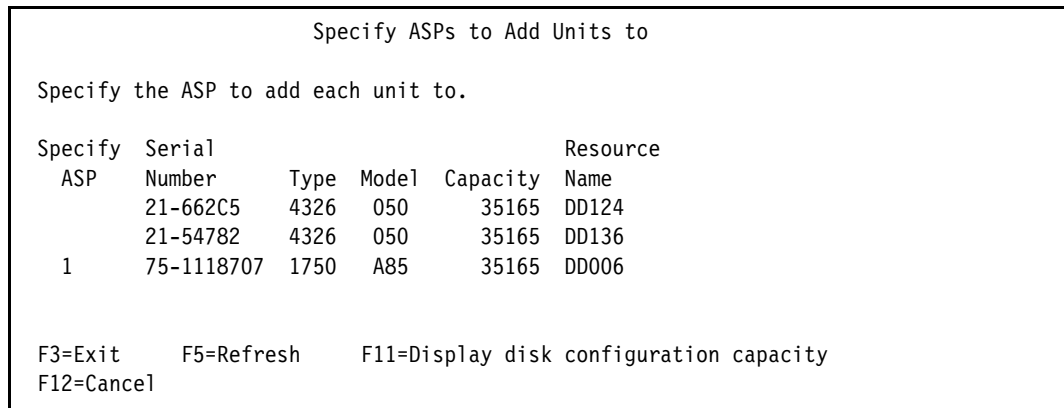 Specify ASPs to Add Units to
Specify the ASP to add each unit to.
Specify Serial Resource
ASP Number Type Model Capacity Name
21-662C5 4326 050 35165 DD124
21-54782 4326 050 35165 DD136
1 75-1118707 1750 A85 35165 DD006
F3=Exit F5=Refresh F11=Display disk configuration capacity
F12=Cancel